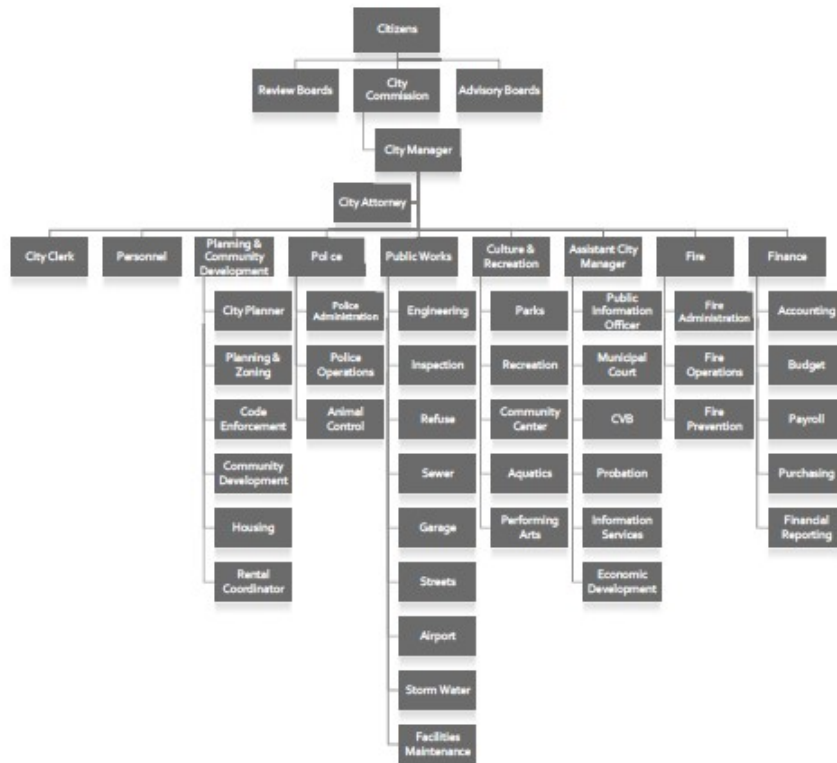 Citizens
Review Boards
City
Commission
Advisory Boards
City Manager
City Attorney
City Clerk
Personnel
Planning &
Community
Development
Police
Public Works
Culture &
Recreation
Assistant City
Manager
Fire
Finance
City Planner
Planning &
Zoning
Code
Enforcement
Community
Development
Housing
Rental
Coordinator
Police
Administration
Police
Operations
Animal
Control
Engineering
Inspection
Refuse
Sewer
Garage
Streets
Airport
Storm Water
Facilities
Maintenance
Parks
Recreation
Community
Center
Aquatics
Performing
Arts
Public
Information
Officer
Municipal
Court
CVB
Probation
Information
Services
Economic
Development
Fire
Administration
Fire
Operations
Fire
Prevention
Accounting
Budget
Payroll
Purchasing
Financial
Reporting